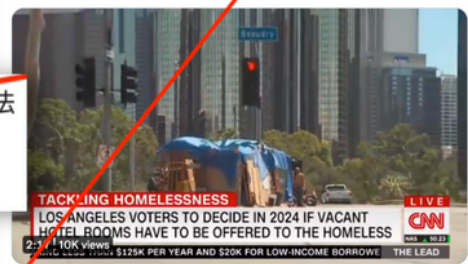 Beaudry
法
TACKLING HOMELESSNESS
LIVE
LOS ANGELES VOTERS TO DECIDE IN 2024 IF VACANT
HOTEL ROOMS HAVE TO BE OFFERED TO THE HOMELESS
CNN
NAS ▲ 50.23
10K views
LESS THAN $125K PER YEAR AND $20K FOR LOW-INCOME BORROWE
THE LEAD